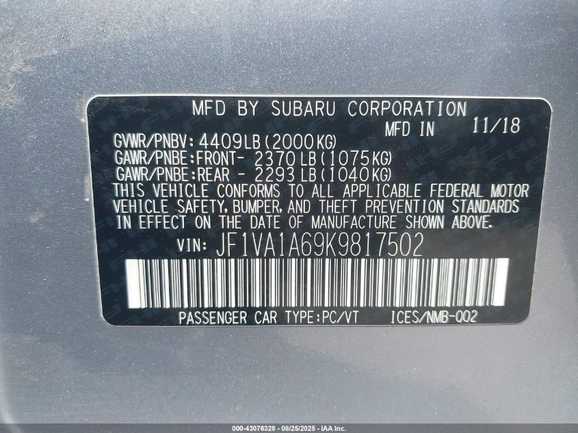 MFD BY SUBARU CORPORATION
MFD IN 11/18
GVWR/PNBV: 4409LB(2000KG)
GAWR/PNBE:FRONT- 2370LB(1075KG)
GAWR/PNBE:REAR - 2293LB(1040KG)
THIS VEHICLE CONFORMS TO ALL APPLICABLE FEDERAL MOTOR
VEHICLE SAFETY, BUMPER, AND THEFT PREVENTION STANDARDS
IN EFFECT ON THE DATE OF MANUFACTURE SHOWN ABOVE.
VIN: JF1VA1A69K9817502
PASSENGER CAR TYPE:PC/VT ICES/NMB-002
000-43076328 - 08/25/2025 - IAA Inc.